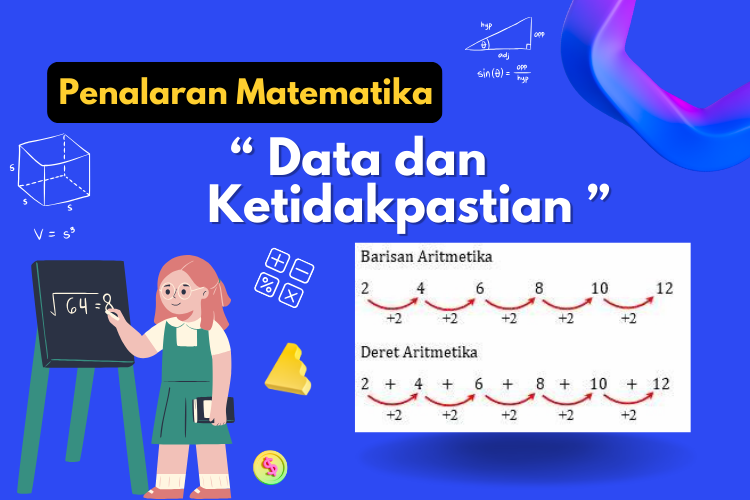 hyp
opp
θ
adj
sin(θ) = opp/hyp
Penalaran Matematika
“ Data dan
Ketidakpastian ”
s
s
s
V = s³
√64 = 8
+ −
% ×
$
Barisan Aritmetika
2 4 6 8 10 12
+2 +2 +2 +2 +2
Deret Aritmetika
2 + 4 + 6 + 8 + 10 + 12
+2 +2 +2 +2 +2